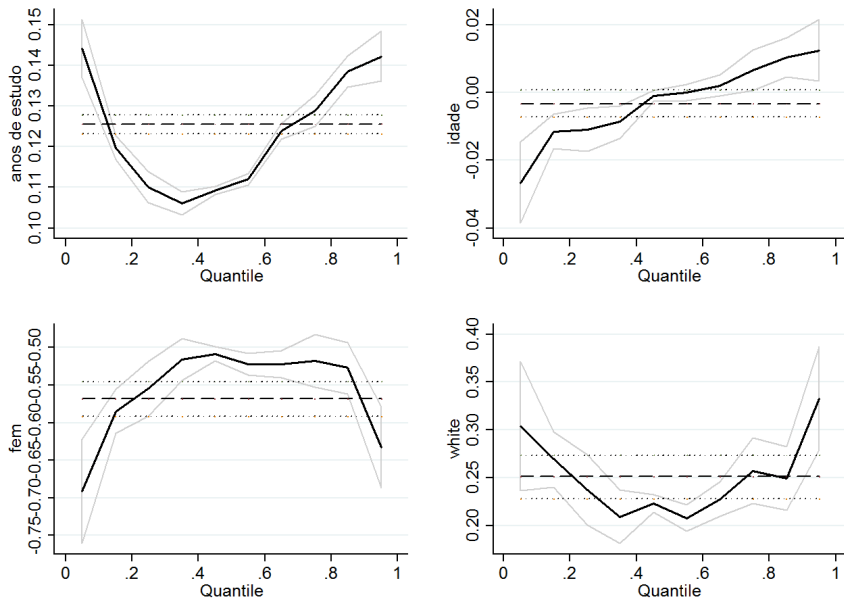 anos de estudo
0.10 0.11 0.12 0.13 0.14 0.15
0 .2 .4 .6 .8 1
Quantile
idade
-0.04 -0.02 0.00 0.02
0 .2 .4 .6 .8 1
Quantile
fem
-0.75 -0.70 -0.65 -0.60 -0.55 -0.50
0 .2 .4 .6 .8 1
Quantile
white
0.20 0.25 0.30 0.35 0.40
0 .2 .4 .6 .8 1
Quantile